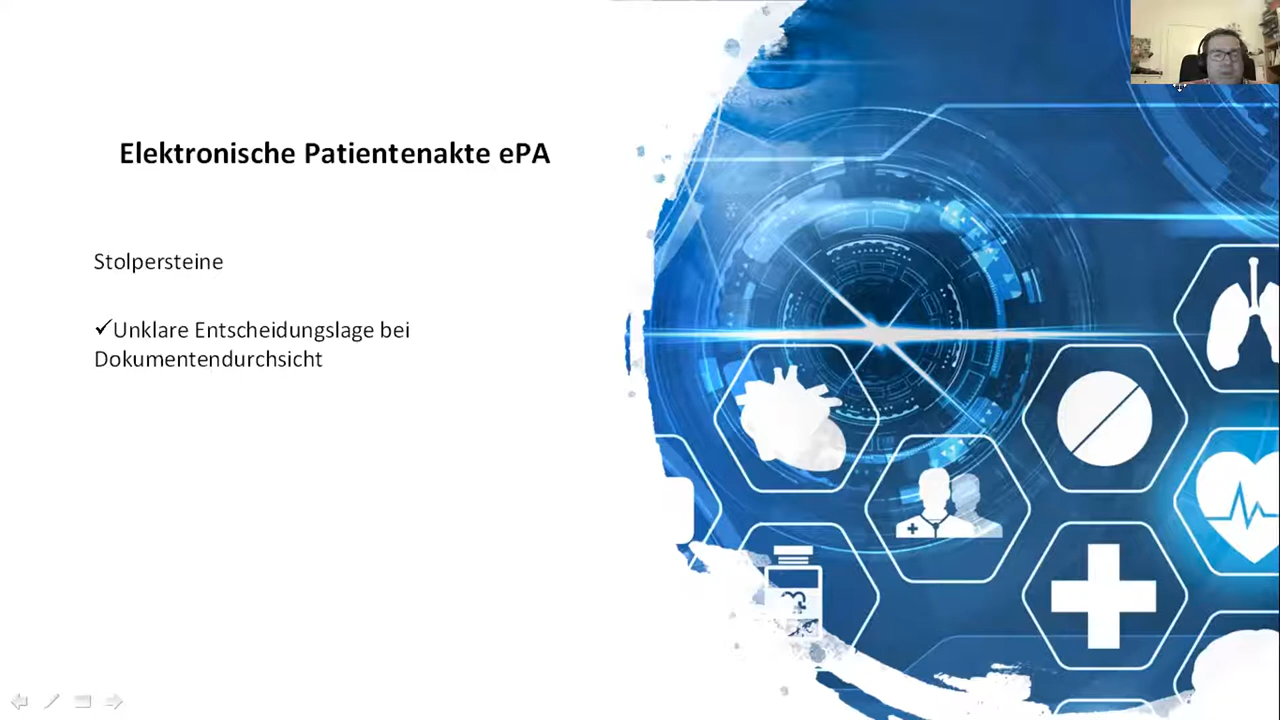 Elektronische Patientenakte ePA
Stolpersteine
✓Unklare Entscheidungslage bei
Dokumentendurchsicht